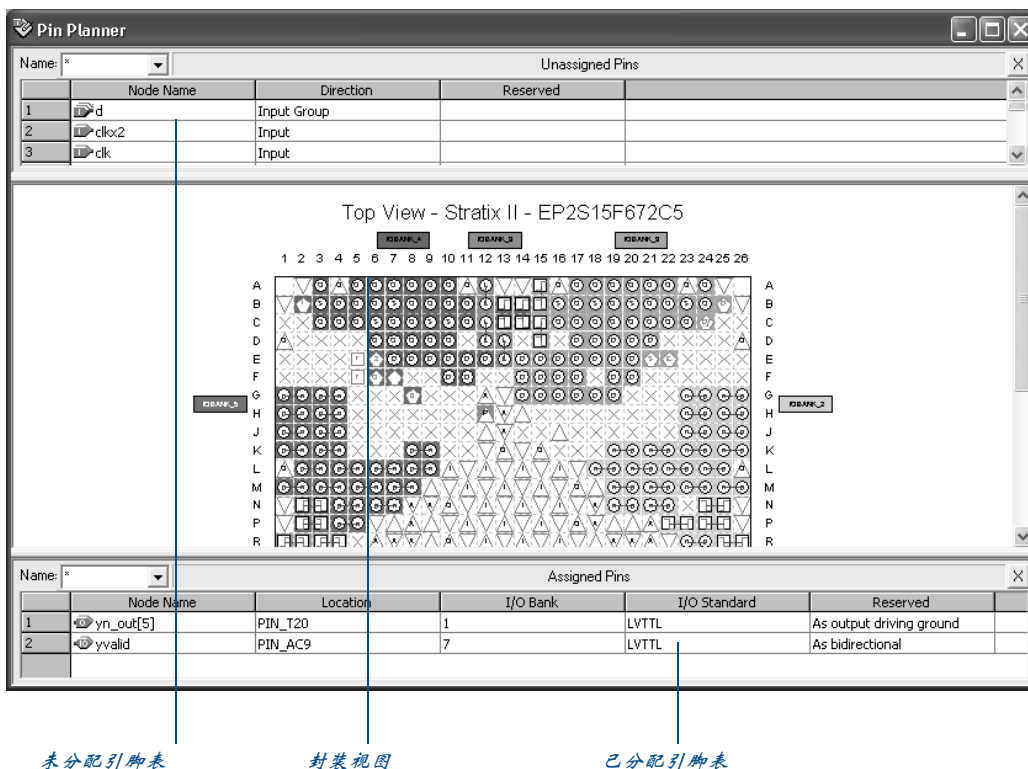 Pin Planner
Name: * Unassigned Pins
Node Name Direction Reserved
1 d Input Group
2 clkx2 Input
3 clk Input
Top View - Stratix II - EP2S15F672C5
IOBANK_4 IOBANK_3
1 2 3 4 5 6 7 8 9 10 11 12 13 14 15 16 17 18 19 20 21 22 23 24 25 26
A A
B B
C C
D D
E E
F F
G G
IOBANK_5 IOBANK_2
H H
J J
K K
L L
M M
N N
P P
R R
Name: * Assigned Pins
Node Name Location I/O Bank I/O Standard Reserved
1 yn_out[5] PIN_T20 1 LVTTL As output driving ground
2 yvalid PIN_AC9 7 LVTTL As bidirectional
未分配引脚表 封装视图 已分配引脚表